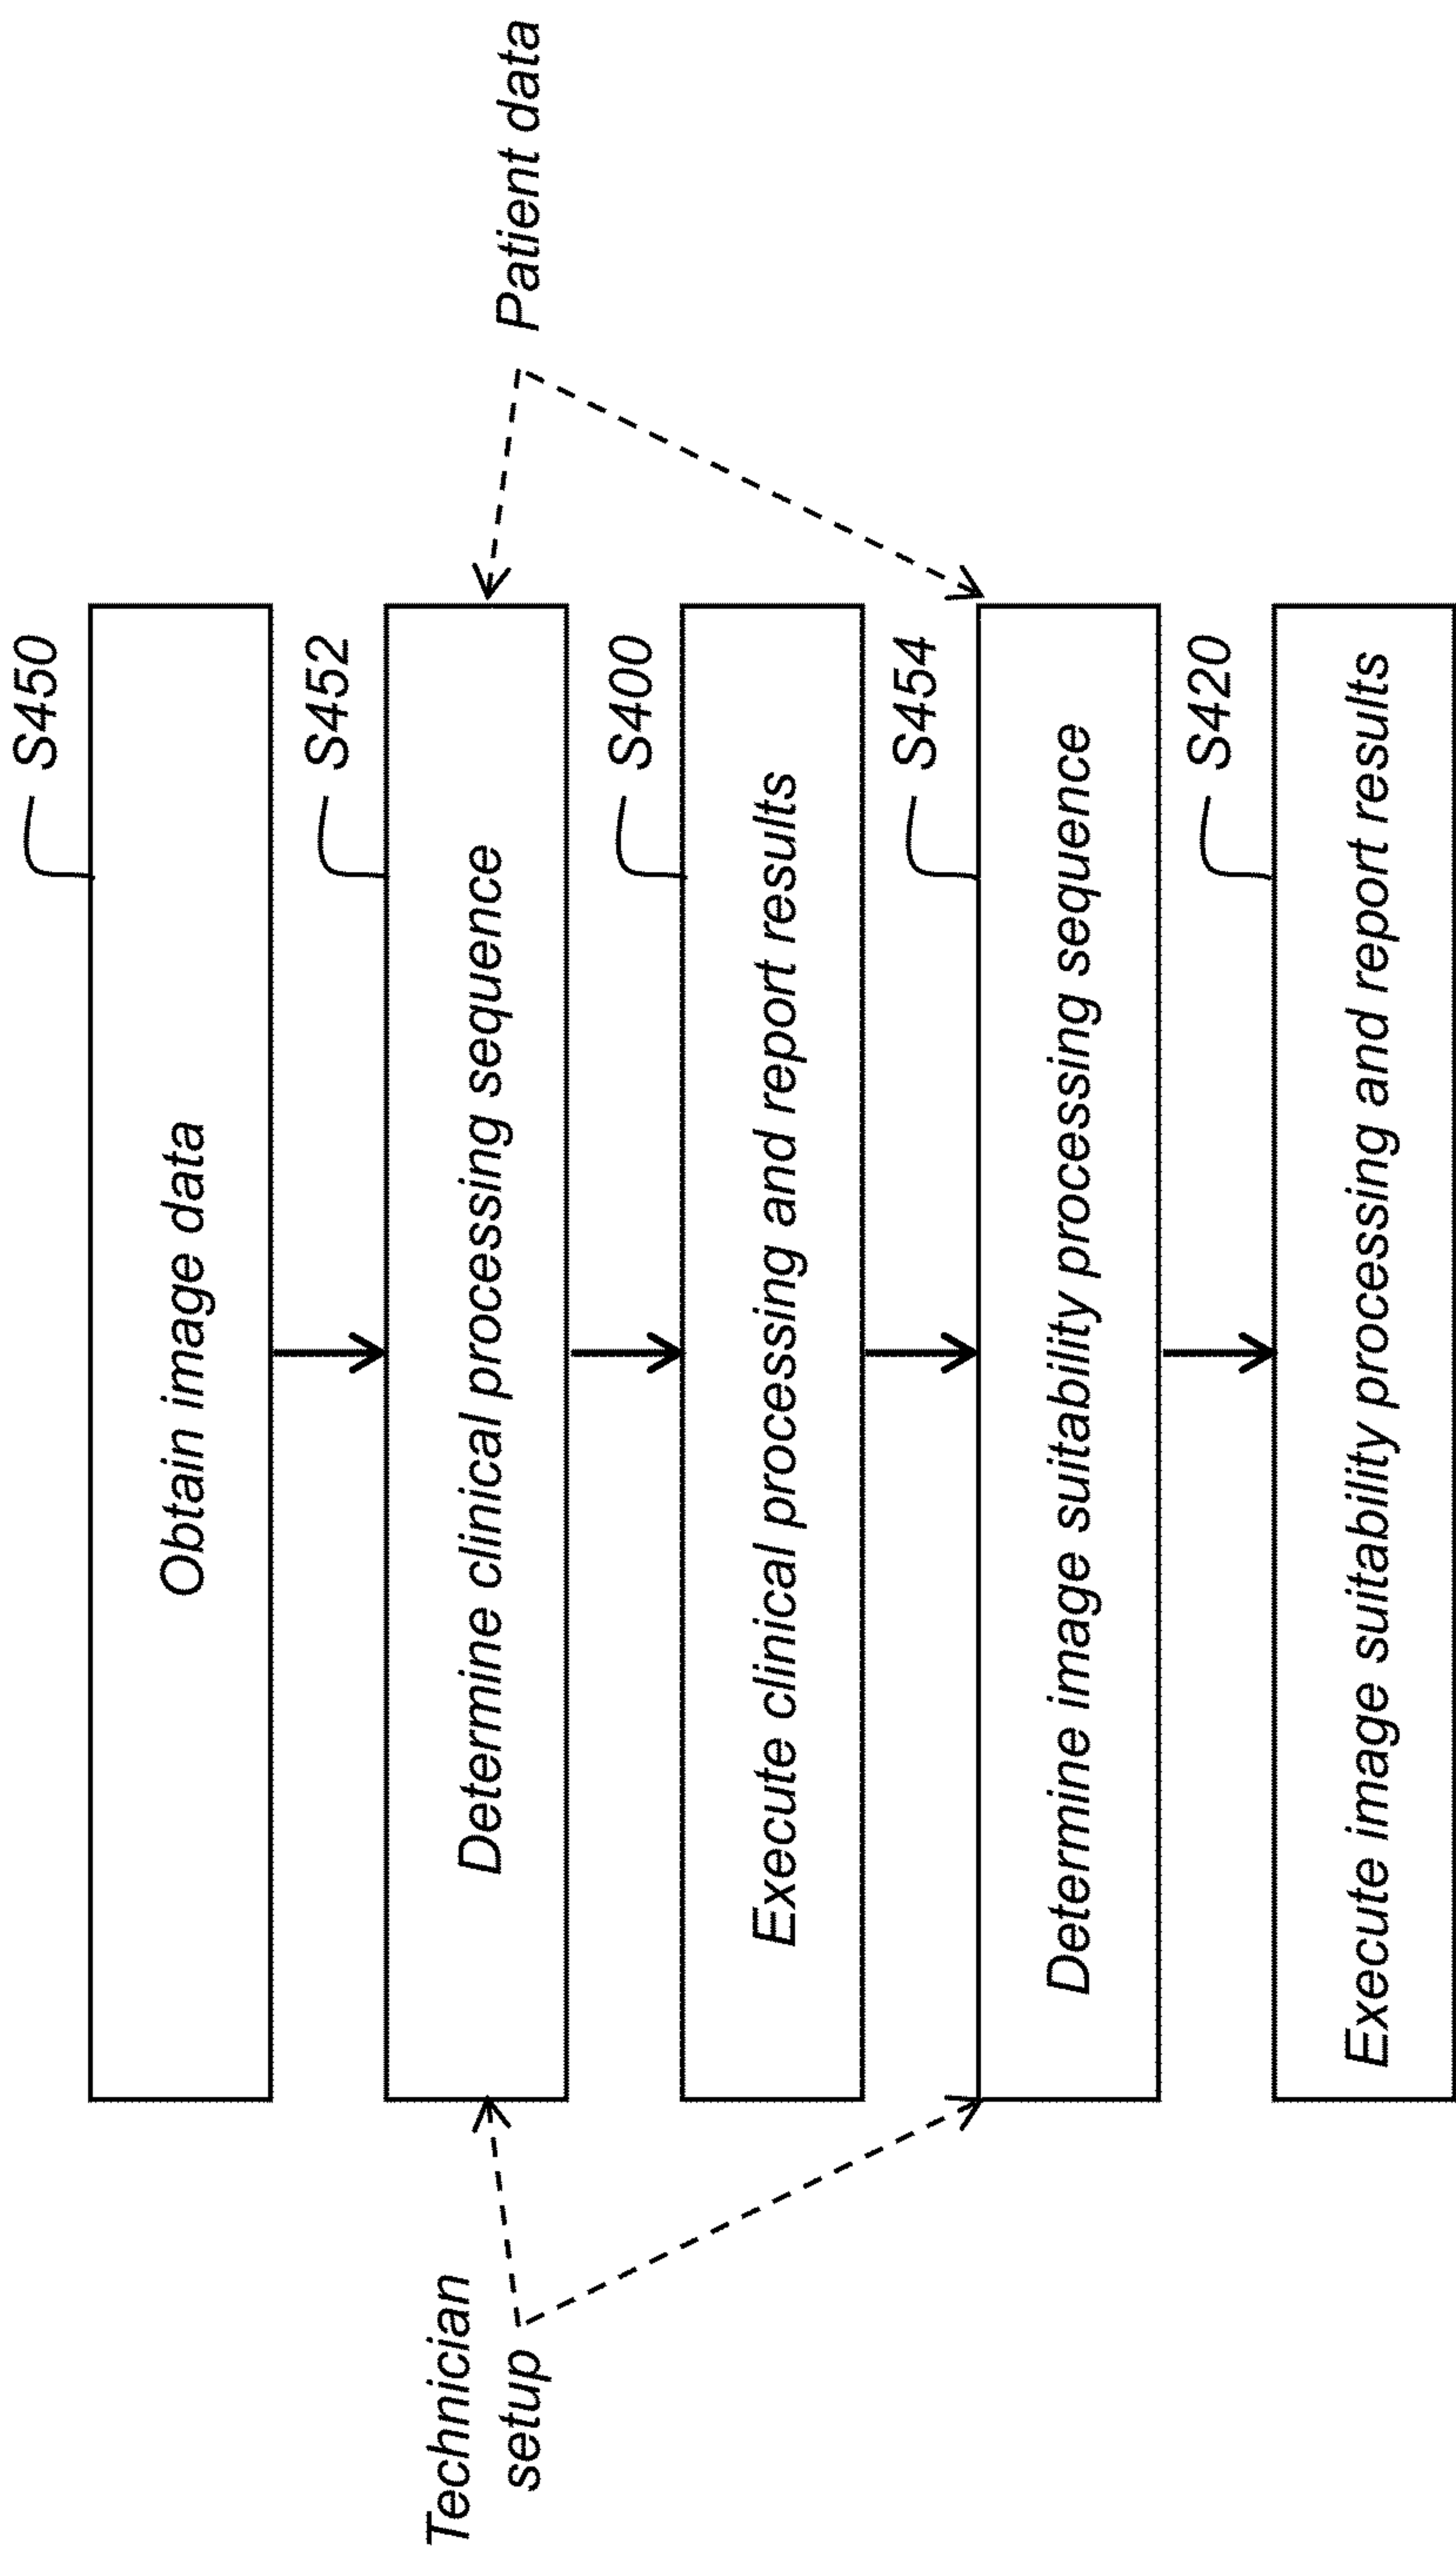 S450
Obtain image data
S452
Determine clinical processing sequence
Technician
setup
Patient data
S400
Execute clinical processing and report results
S454
Determine image suitability processing sequence
S420
Execute image suitability processing and report results